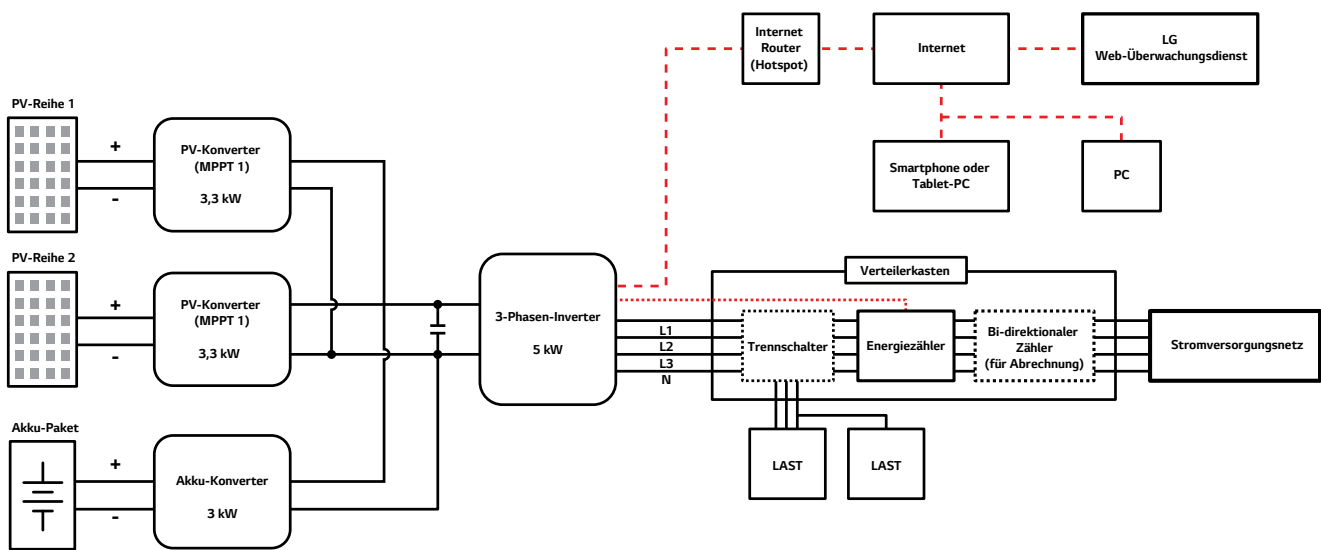 Internet
Router
(Hotspot)
Internet
LG
Web-Überwachungsdienst
Smartphone oder
Tablet-PC
PC
PV-Reihe 1
+
-
PV-Konverter
(MPPT 1)
3,3 kW
PV-Reihe 2
+
-
PV-Konverter
(MPPT 1)
3,3 kW
Akku-Paket
+
-
Akku-Konverter
3 kW
3-Phasen-Inverter
5 kW
L1
L2
L3
N
Verteilerkasten
Trennschalter
Energiezähler
Bi-direktionaler
Zähler
(für Abrechnung)
Stromversorgungsnetz
LAST
LAST